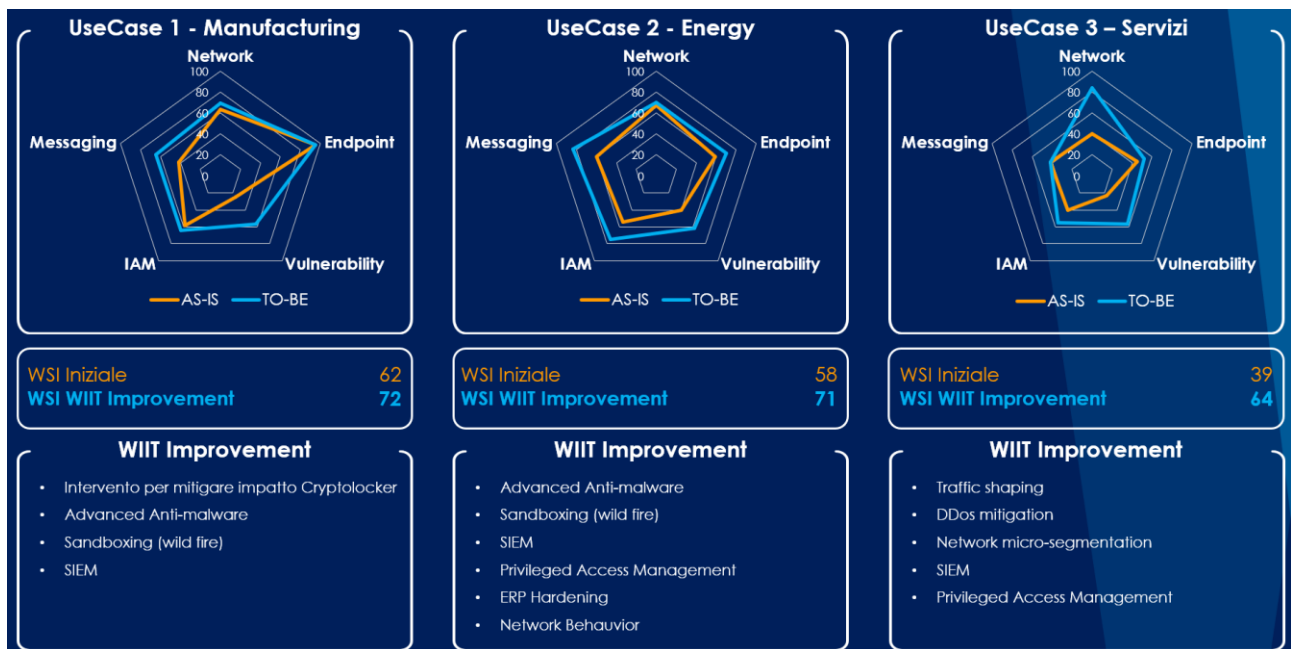 UseCase 1 - Manufacturing
Network
100
80
60
40
20
0
Messaging
Endpoint
IAM
Vulnerability
AS-IS
TO-BE
WSI Iniziale 62
WSI WIIT Improvement 72
WIIT Improvement
• Intervento per mitigare impatto Cryptolocker
• Advanced Anti-malware
• Sandboxing (wild fire)
• SIEM
UseCase 2 - Energy
Network
100
80
60
40
20
0
Messaging
Endpoint
IAM
Vulnerability
AS-IS
TO-BE
WSI Iniziale 58
WSI WIIT Improvement 71
WIIT Improvement
• Advanced Anti-malware
• Sandboxing (wild fire)
• SIEM
• Privileged Access Management
• ERP Hardening
• Network Behauvior
UseCase 3 – Servizi
Network
100
80
60
40
20
0
Messaging
Endpoint
IAM
Vulnerability
AS-IS
TO-BE
WSI Iniziale 39
WSI WIIT Improvement 64
WIIT Improvement
• Traffic shaping
• DDos mitigation
• Network micro-segmentation
• SIEM
• Privileged Access Management